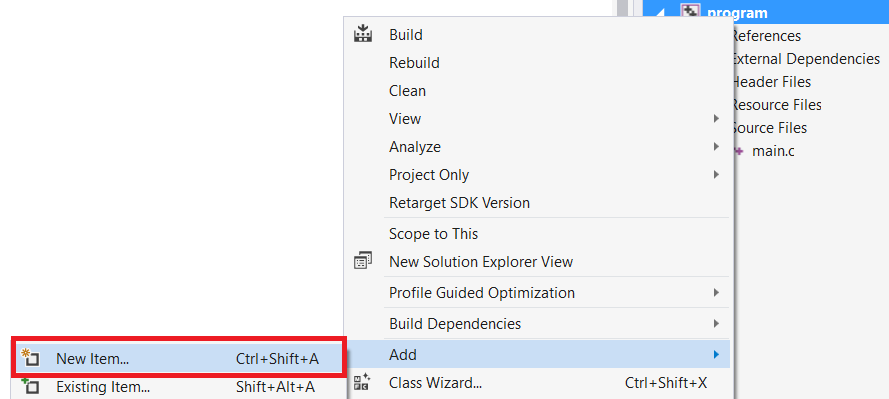 program
References
External Dependencies
Header Files
Resource Files
Source Files
main.c
Build
Rebuild
Clean
View
Analyze
Project Only
Retarget SDK Version
Scope to This
New Solution Explorer View
Profile Guided Optimization
Build Dependencies
Add
Class Wizard... Ctrl+Shift+X
New Item... Ctrl+Shift+A
Existing Item... Shift+Alt+A